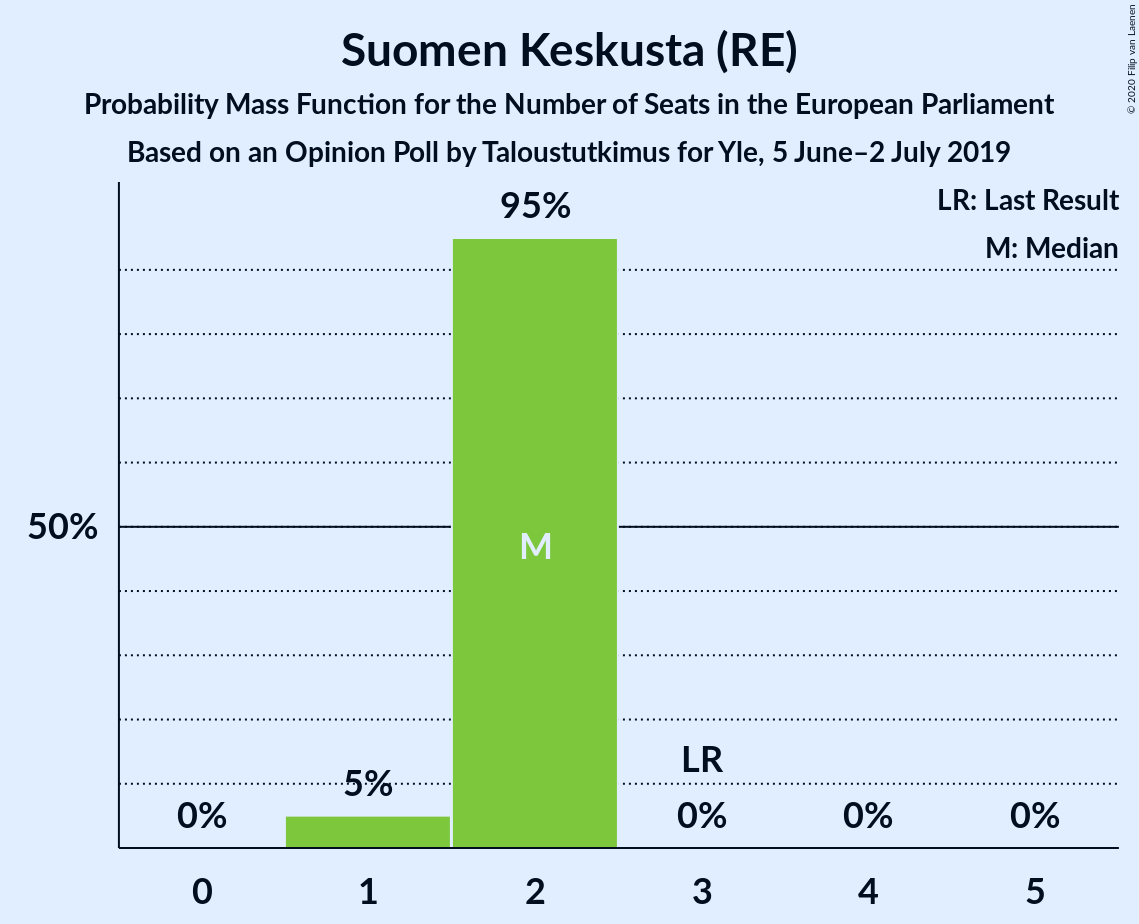 Suomen Keskusta (RE)
Probability Mass Function for the Number of Seats in the European Parliament
Based on an Opinion Poll by Taloustutkimus for Yle, 5 June–2 July 2019
© 2020 Filip van Laenen
LR: Last Result
M: Median
95%
50%
M
LR
0%
5%
0%
0%
0%
0
1
2
3
4
5